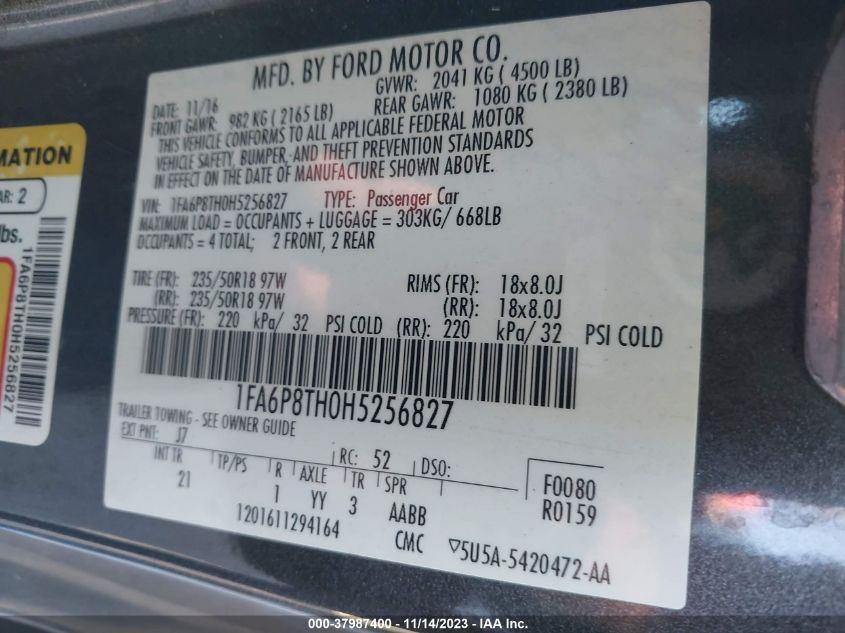 MFD. BY FORD MOTOR CO.
DATE: 11/16
GVWR: 2041 KG ( 4500 LB)
FRONT GAWR: 982 KG ( 2165 LB)
REAR GAWR: 1080 KG ( 2380 LB)
THIS VEHICLE CONFORMS TO ALL APPLICABLE FEDERAL MOTOR
VEHICLE SAFETY, BUMPER, AND THEFT PREVENTION STANDARDS
IN EFFECT ON THE DATE OF MANUFACTURE SHOWN ABOVE.
VIN: 1FA6P8TH0H5256827 TYPE: Passenger Car
MAXIMUM LOAD = OCCUPANTS + LUGGAGE = 303KG/ 668LB
OCCUPANTS = 4 TOTAL; 2 FRONT, 2 REAR
TIRE (FR): 235/50R18 97W RIMS (FR): 18x8.0J
(RR): 235/50R18 97W (RR): 18x8.0J
PRESSURE (FR): 220 kPa/ 32 PSI COLD (RR): 220 kPa/ 32 PSI COLD
1FA6P8TH0H5256827
TRAILER TOWING - SEE OWNER GUIDE
EXT PNT: J7 RC: 52 DSO:
INT TR TP/PS R AXLE TR SPR
21 1 YY 3 AABB
F0080
R0159
1201611294164 CMC ▽5U5A-5420472-AA
MATION
AR: 2
lbs.
1FA6P8TH0H5256827
000-37987400 - 11/14/2023 - IAA Inc.